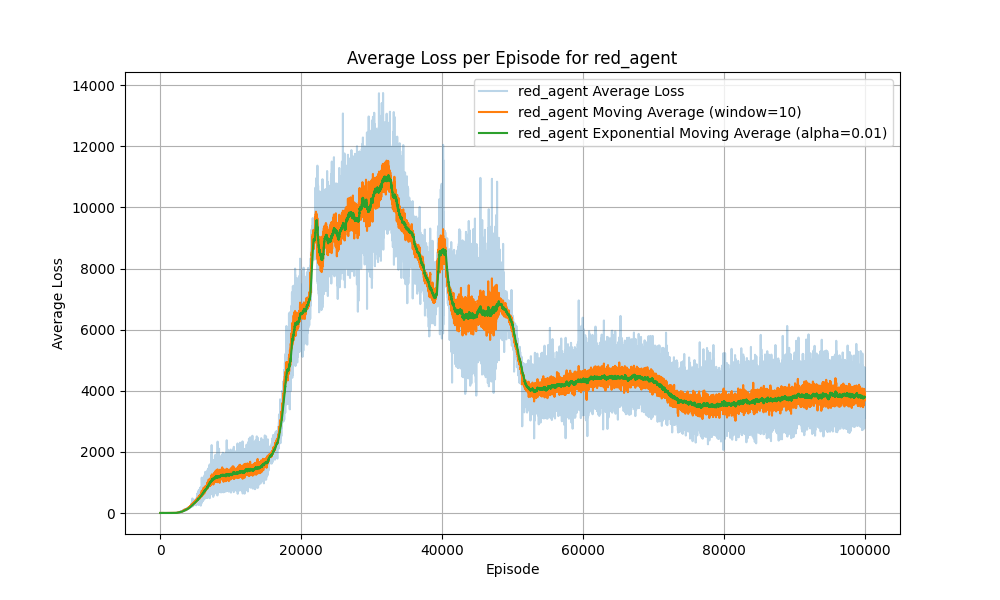 Average Loss per Episode for red_agent
14000
12000
10000
8000
6000
4000
2000
0
Average Loss
red_agent Average Loss
red_agent Moving Average (window=10)
red_agent Exponential Moving Average (alpha=0.01)
0
20000
40000
60000
80000
100000
Episode